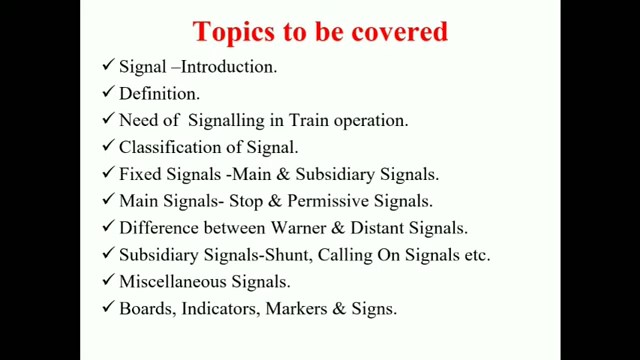 Topics to be covered
✓ Signal –Introduction.
✓ Definition.
✓ Need of Signalling in Train operation.
✓ Classification of Signal.
✓ Fixed Signals -Main & Subsidiary Signals.
✓ Main Signals- Stop & Permissive Signals.
✓ Difference between Warner & Distant Signals.
✓ Subsidiary Signals-Shunt, Calling On Signals etc.
✓ Miscellaneous Signals.
✓ Boards, Indicators, Markers & Signs.